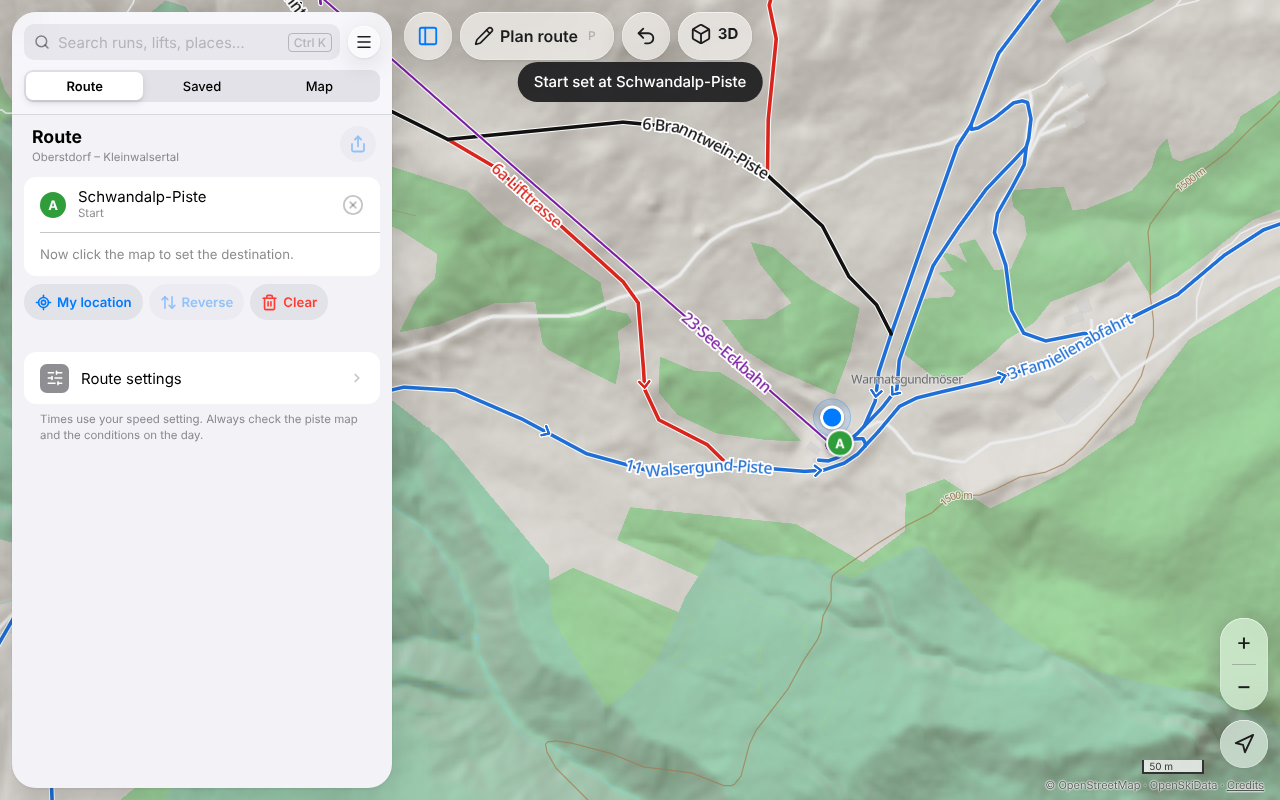 Search runs, lifts, places...
Ctrl K
Plan route P
3D
Start set at Schwandalp-Piste
Route
Saved
Map
Route
Oberstdorf – Kleinwalsertal
A
Schwandalp-Piste
Start
Now click the map to set the destination.
My location
Reverse
Clear
Route settings
Times use your speed setting. Always check the piste map
and the conditions on the day.
6 Branntwein-Piste
6a Lifttrasse
23 See-Eckbahn
11 Walsergund-Piste
3 Famielienabfahrt
Warmatsgundmöser
A
1500 m
1500 m
+
−
50 m
© OpenStreetMap · OpenSkiData · Credits